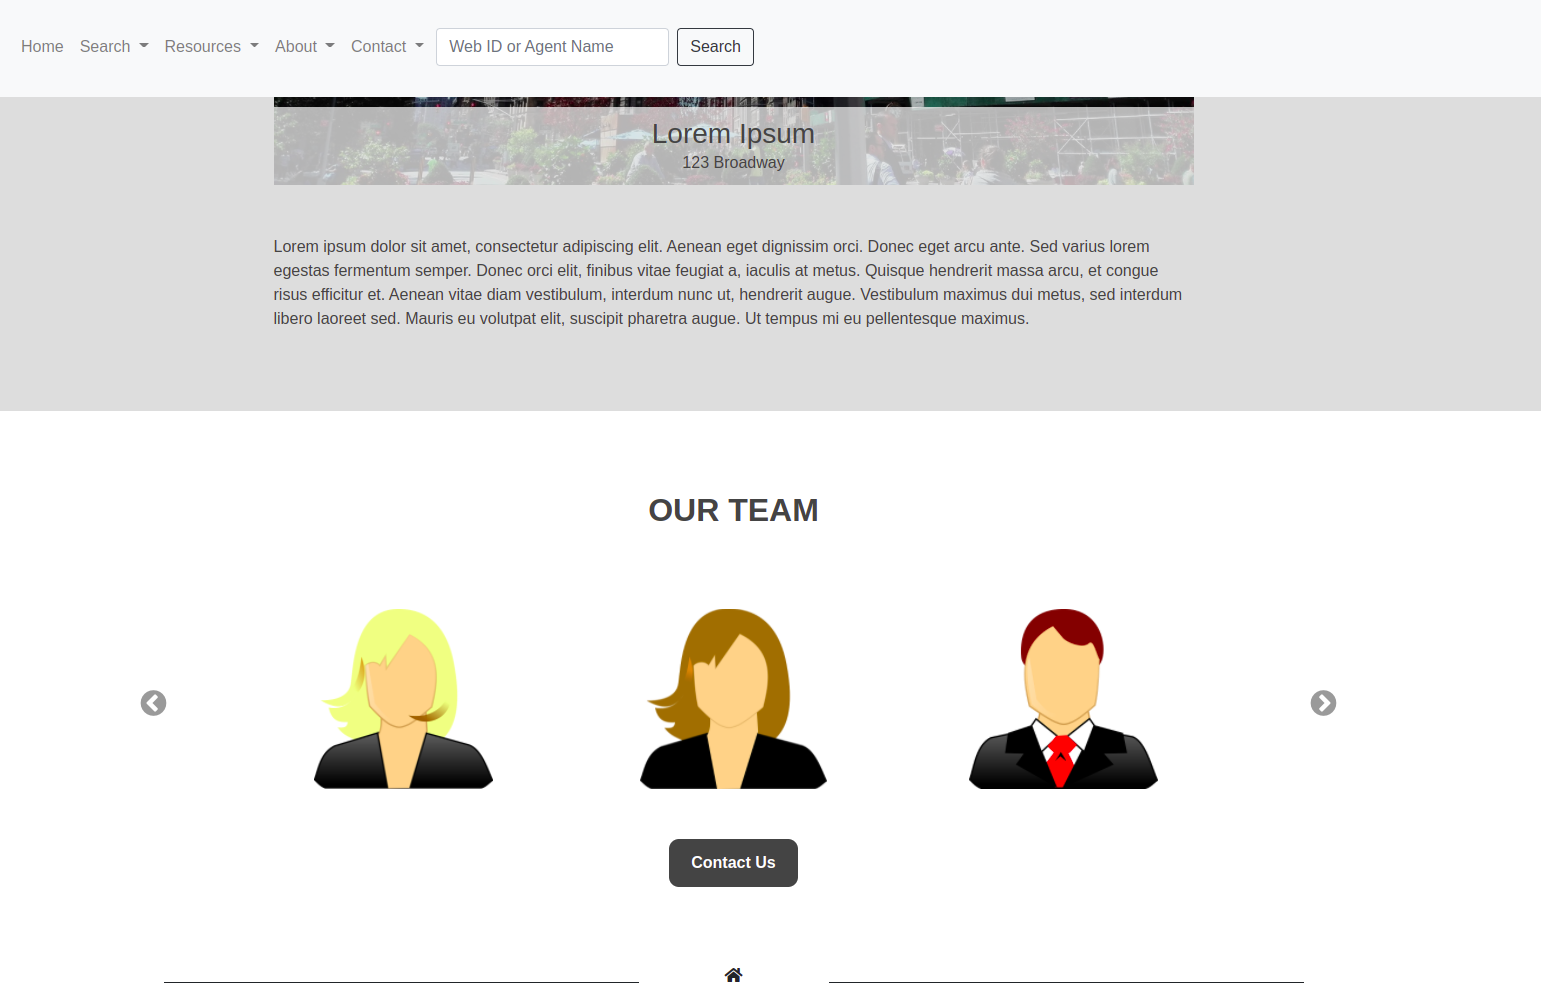 Home Search Resources About Contact Web ID or Agent Name Search
Lorem Ipsum
123 Broadway
Lorem ipsum dolor sit amet, consectetur adipiscing elit. Aenean eget dignissim orci. Donec eget arcu ante. Sed varius lorem
egestas fermentum semper. Donec orci elit, finibus vitae feugiat a, iaculis at metus. Quisque hendrerit massa arcu, et congue
risus efficitur et. Aenean vitae diam vestibulum, interdum nunc ut, hendrerit augue. Vestibulum maximus dui metus, sed interdum
libero laoreet sed. Mauris eu volutpat elit, suscipit pharetra augue. Ut tempus mi eu pellentesque maximus.
OUR TEAM
Contact Us